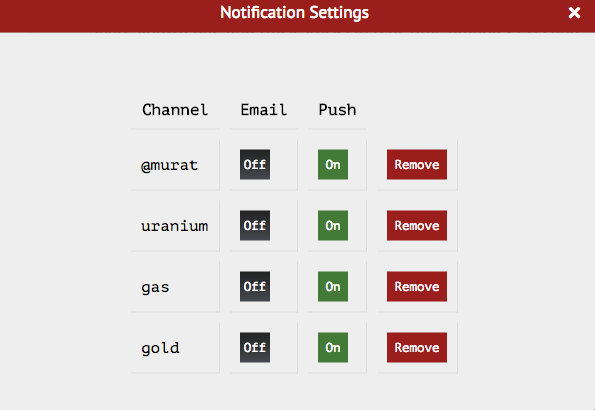 Notification Settings ×
Channel Email Push
@murat Off On Remove
uranium Off On Remove
gas Off On Remove
gold Off On Remove